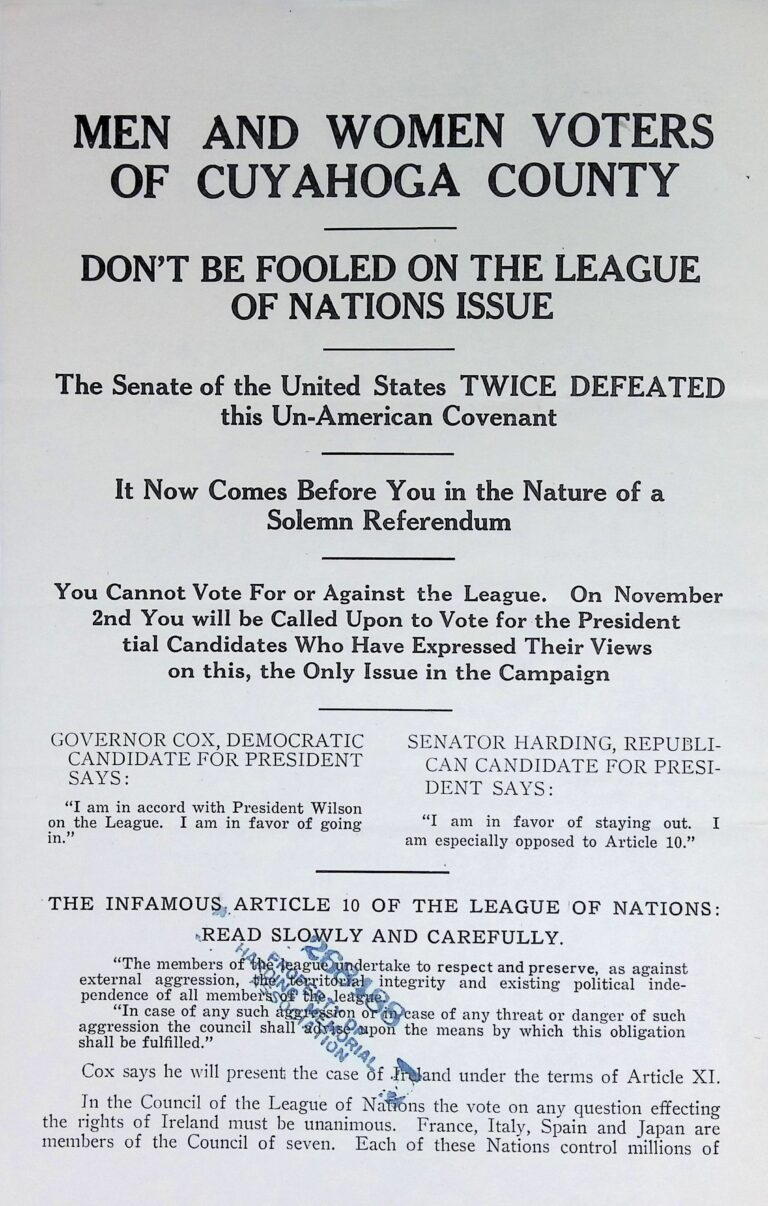 MEN AND WOMEN VOTERS
OF CUYAHOGA COUNTY
DON'T BE FOOLED ON THE LEAGUE
OF NATIONS ISSUE
The Senate of the United States TWICE DEFEATED
this Un-American Covenant
It Now Comes Before You in the Nature of a
Solemn Referendum
You Cannot Vote For or Against the League. On November
2nd You will be Called Upon to Vote for the President
tial Candidates Who Have Expressed Their Views
on this, the Only Issue in the Campaign
GOVERNOR COX, DEMOCRATIC
CANDIDATE FOR PRESIDENT
SAYS:
"I am in accord with President Wilson
on the League. I am in favor of going
in."
SENATOR HARDING, REPUBLI-
CAN CANDIDATE FOR PRESI-
DENT SAYS:
"I am in favor of staying out. I
am especially opposed to Article 10."
THE INFAMOUS ARTICLE 10 OF THE LEAGUE OF NATIONS:
READ SLOWLY AND CAREFULLY.
"The members of the league undertake to respect and preserve, as against
external aggression, the territorial integrity and existing political inde-
pendence of all members of the league.
"In case of any such aggression or in case of any threat or danger of such
aggression the council shall advise upon the means by which this obligation
shall be fulfilled."
PROPERTY OF
HARDING MEMORIAL
ASSOCIATION
Cox says he will present the case of Ireland under the terms of Article XI.
In the Council of the League of Nations the vote on any question effecting
the rights of Ireland must be unanimous. France, Italy, Spain and Japan are
members of the Council of seven. Each of these Nations control millions of